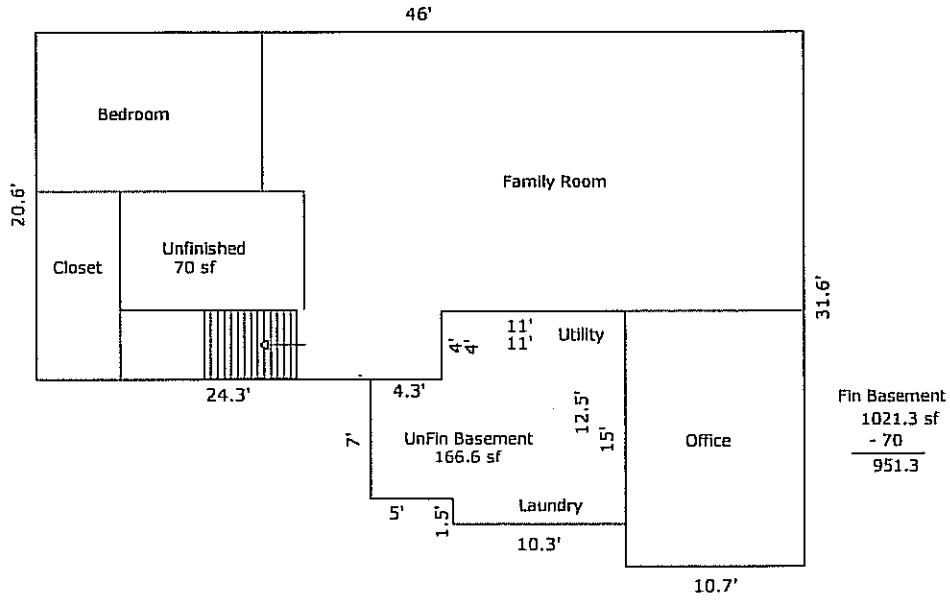 46'
Bedroom
Family Room
20.6'
Closet
Unfinished
70 sf
31.6'
11'
11'
Utility
4'
4'
24.3'
4.3'
12.5'
15'
7'
UnFin Basement
166.6 sf
Office
Fin Basement
1021.3 sf
- 70
951.3
5'
1.5'
Laundry
10.3'
10.7'